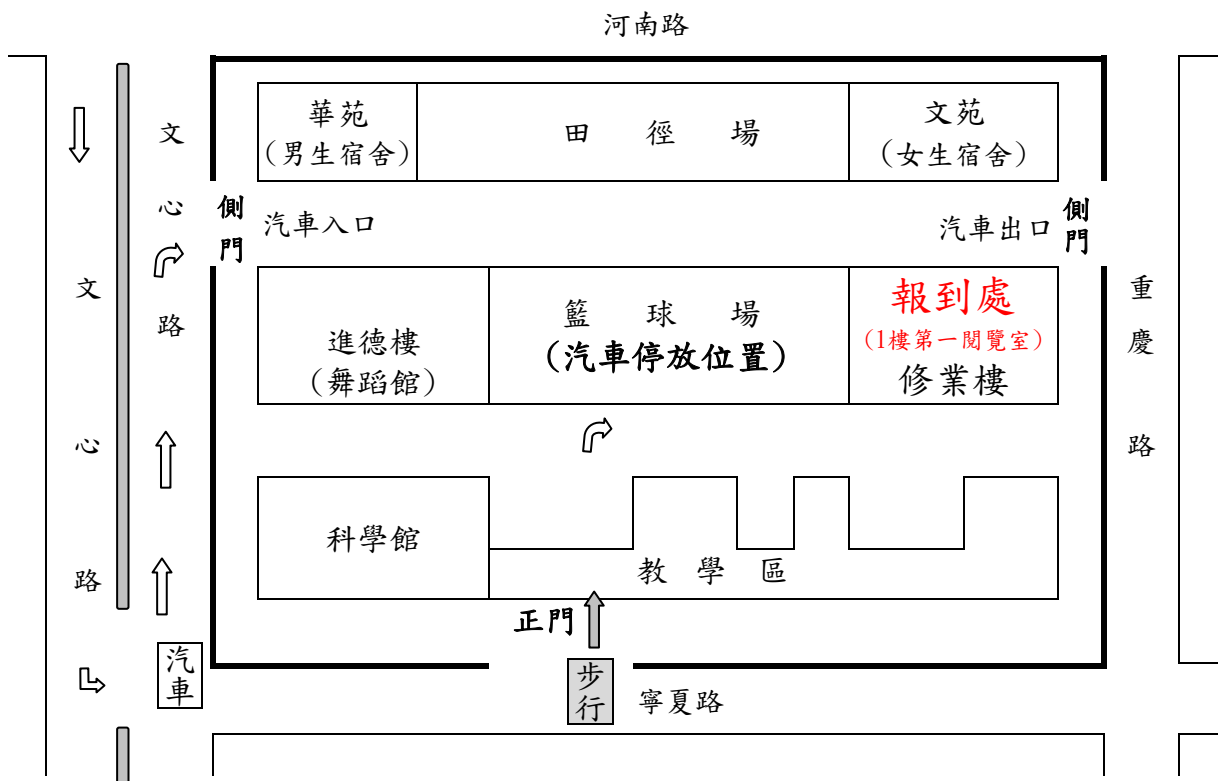 河南路
華苑
(男生宿舍)
田徑場
文苑
(女生宿舍)
側門
汽車入口
汽車出口
側門
文心路
文心路
重慶路
進德樓
(舞蹈館)
籃球場
(汽車停放位置)
報到處
(1樓第一閱覽室)
修業樓
科學館
教學區
正門
汽車
步行
寧夏路